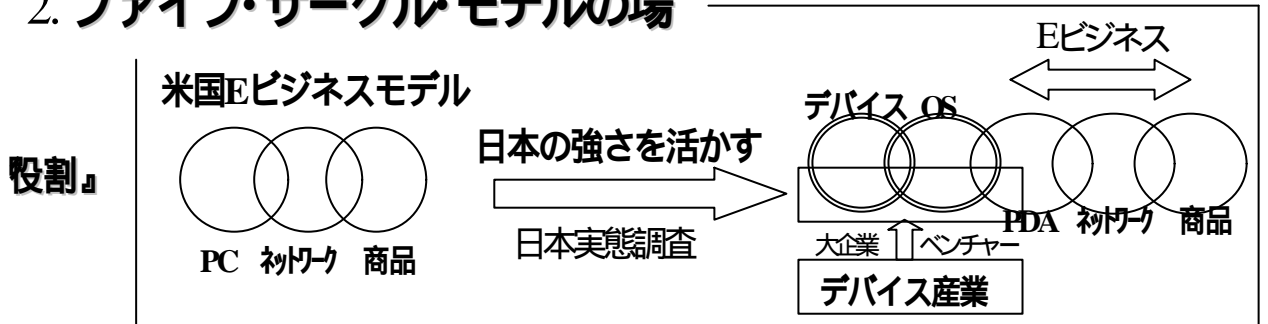 2. ファイブ・サークル・モデルの場
Eビジネス
米国Eビジネスモデル
デバイス OS
日本の強さを活かす
役割』
PDA ネットワーク 商品
日本実態調査
大企業 ベンチャー
PC ネットワーク 商品
デバイス産業